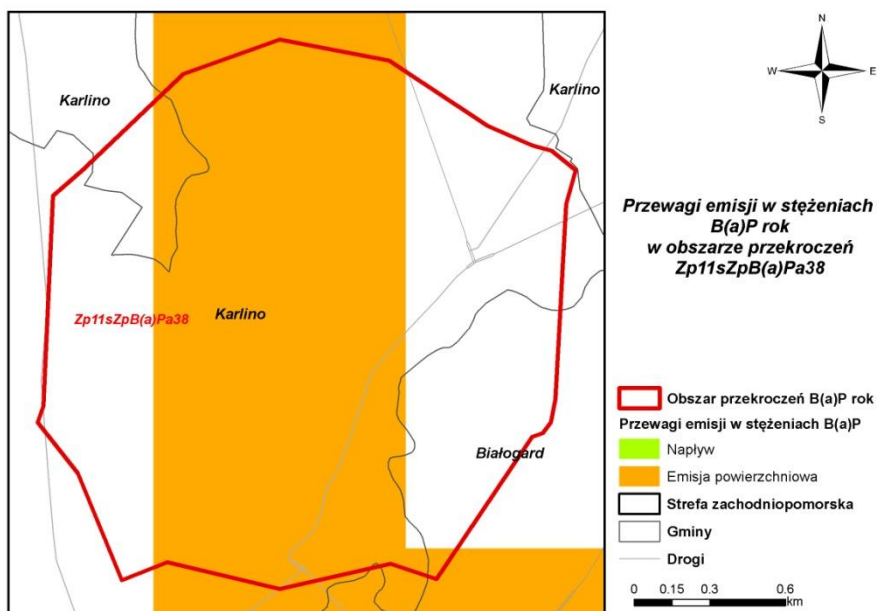 Karlino
Karlino
Zp11sZpB(a)Pa38
Karlino
Białogard
N
W
E
S
Przewagi emisji w stężeniach
B(a)P rok
w obszarze przekroczeń
Zp11sZpB(a)Pa38
Obszar przekroczeń B(a)P rok
Przewagi emisji w stężeniach B(a)P
Napływ
Emisja powierzchniowa
Strefa zachodniopomorska
Gminy
Drogi
0 0.15 0.3 0.6
km